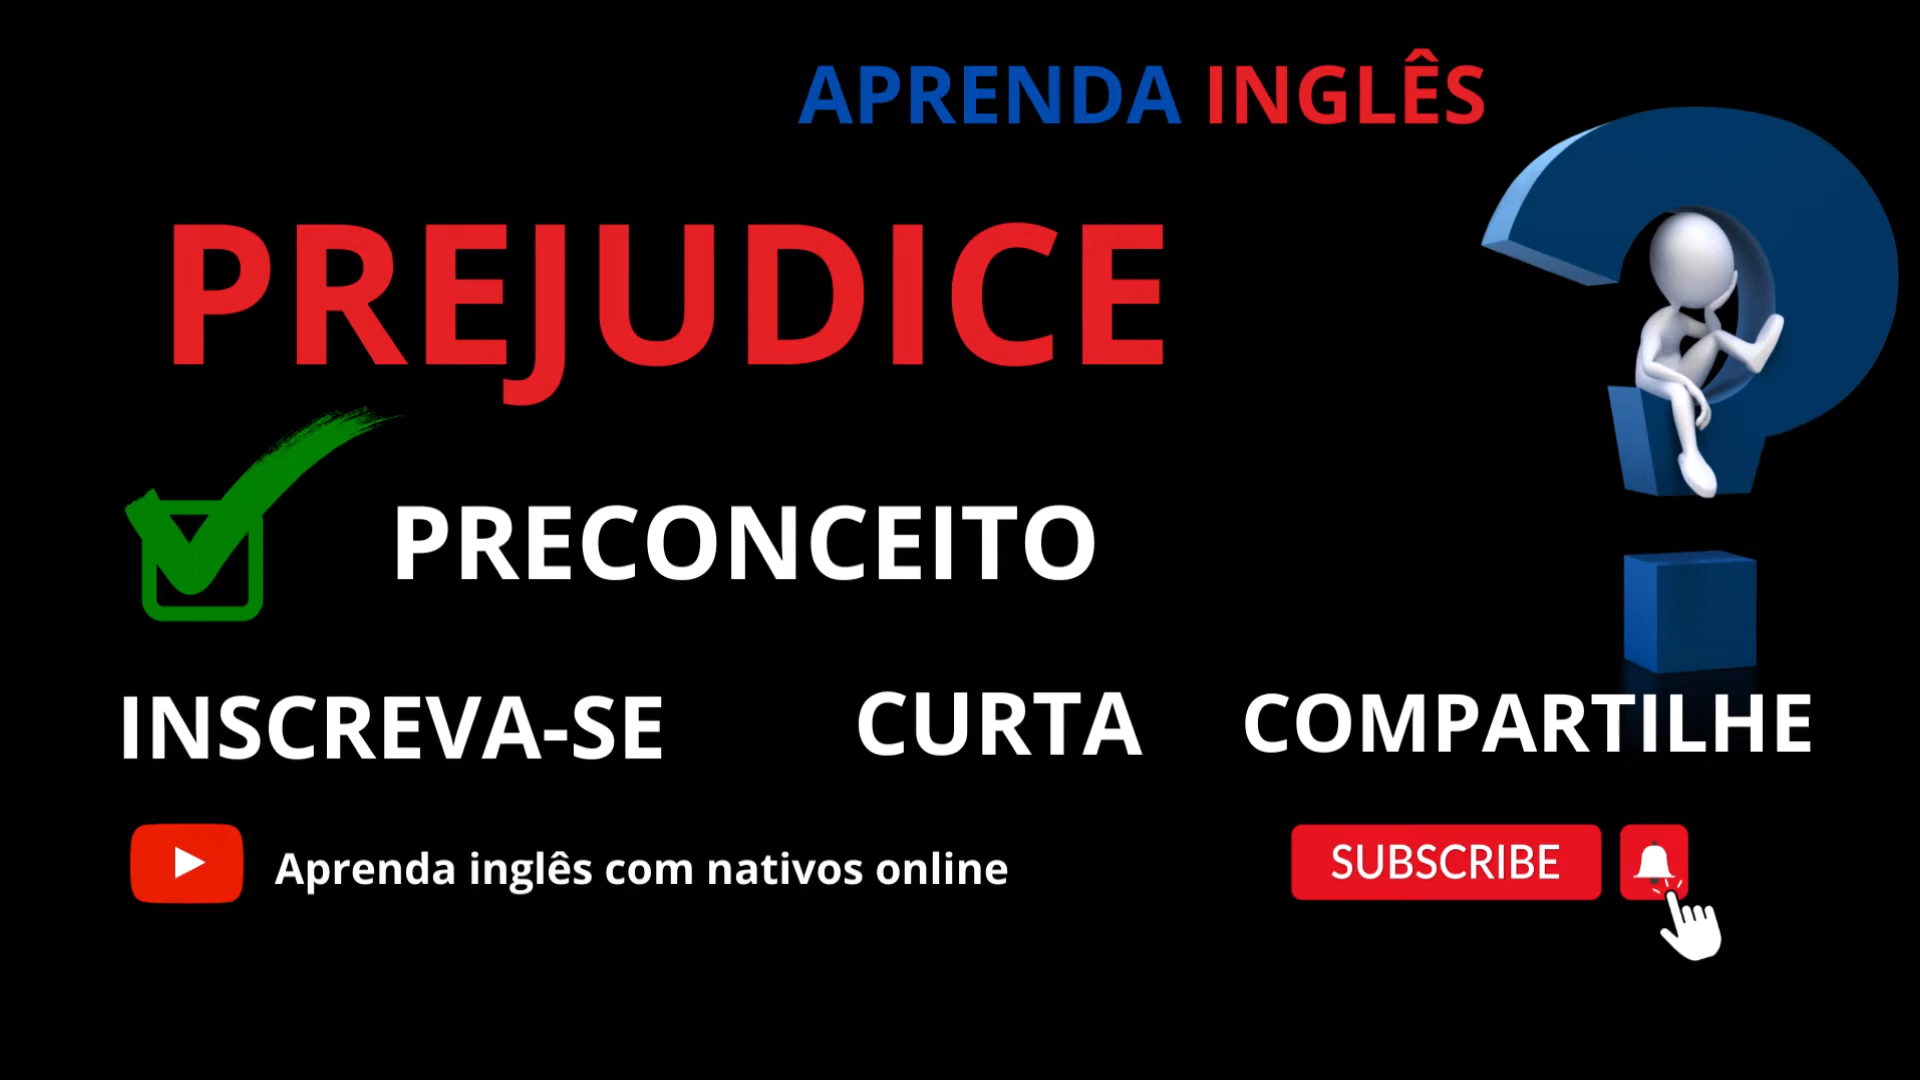 APRENDA INGLÊS
PREJUDICE
PRECONCEITO
INSCREVA-SE CURTA COMPARTILHE
Aprenda inglês com nativos online SUBSCRIBE